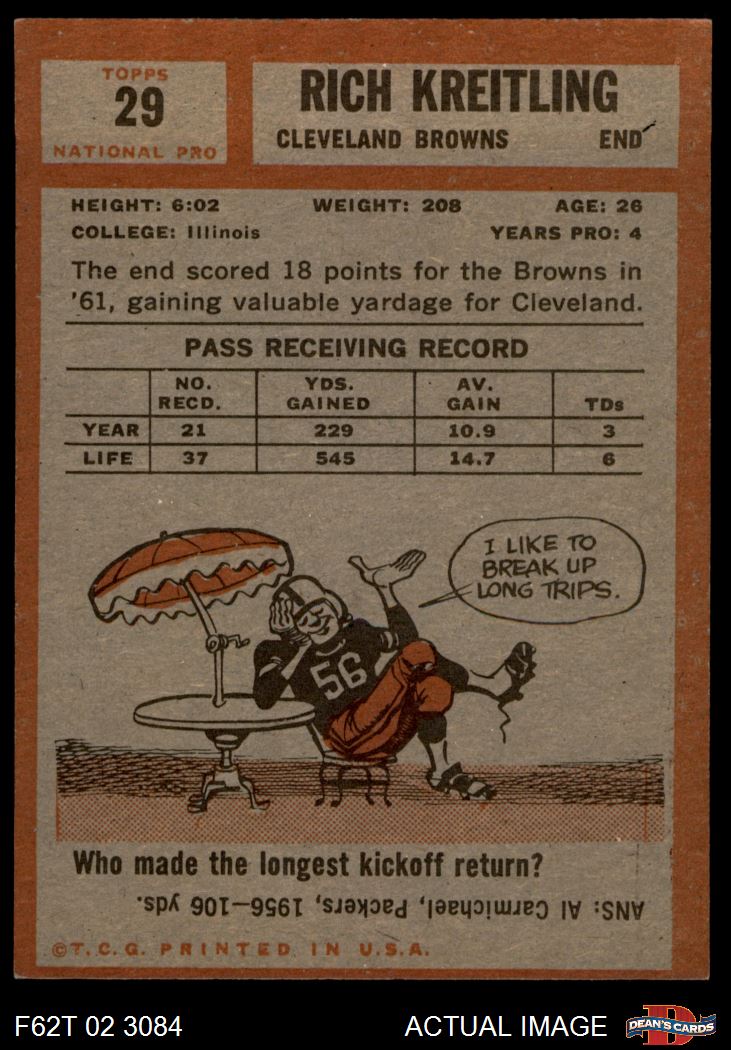 TOPPS
29
NATIONAL PRO
RICH KREITLING
CLEVELAND BROWNS END
HEIGHT: 6:02 WEIGHT: 208 AGE: 26
COLLEGE: Illinois YEARS PRO: 4
The end scored 18 points for the Browns in
'61, gaining valuable yardage for Cleveland.
PASS RECEIVING RECORD
NO. RECD. YDS. GAINED AV. GAIN TDs
YEAR 21 229 10.9 3
LIFE 37 545 14.7 6
I LIKE TO
BREAK UP
LONG TRIPS.
56
Who made the longest kickoff return?
ANS: Al Carmichael, Packers, 1956—106 yds.
©T.C.G. PRINTED IN U.S.A.
F62T 02 3084 ACTUAL IMAGE
D
DEAN'S CARDS